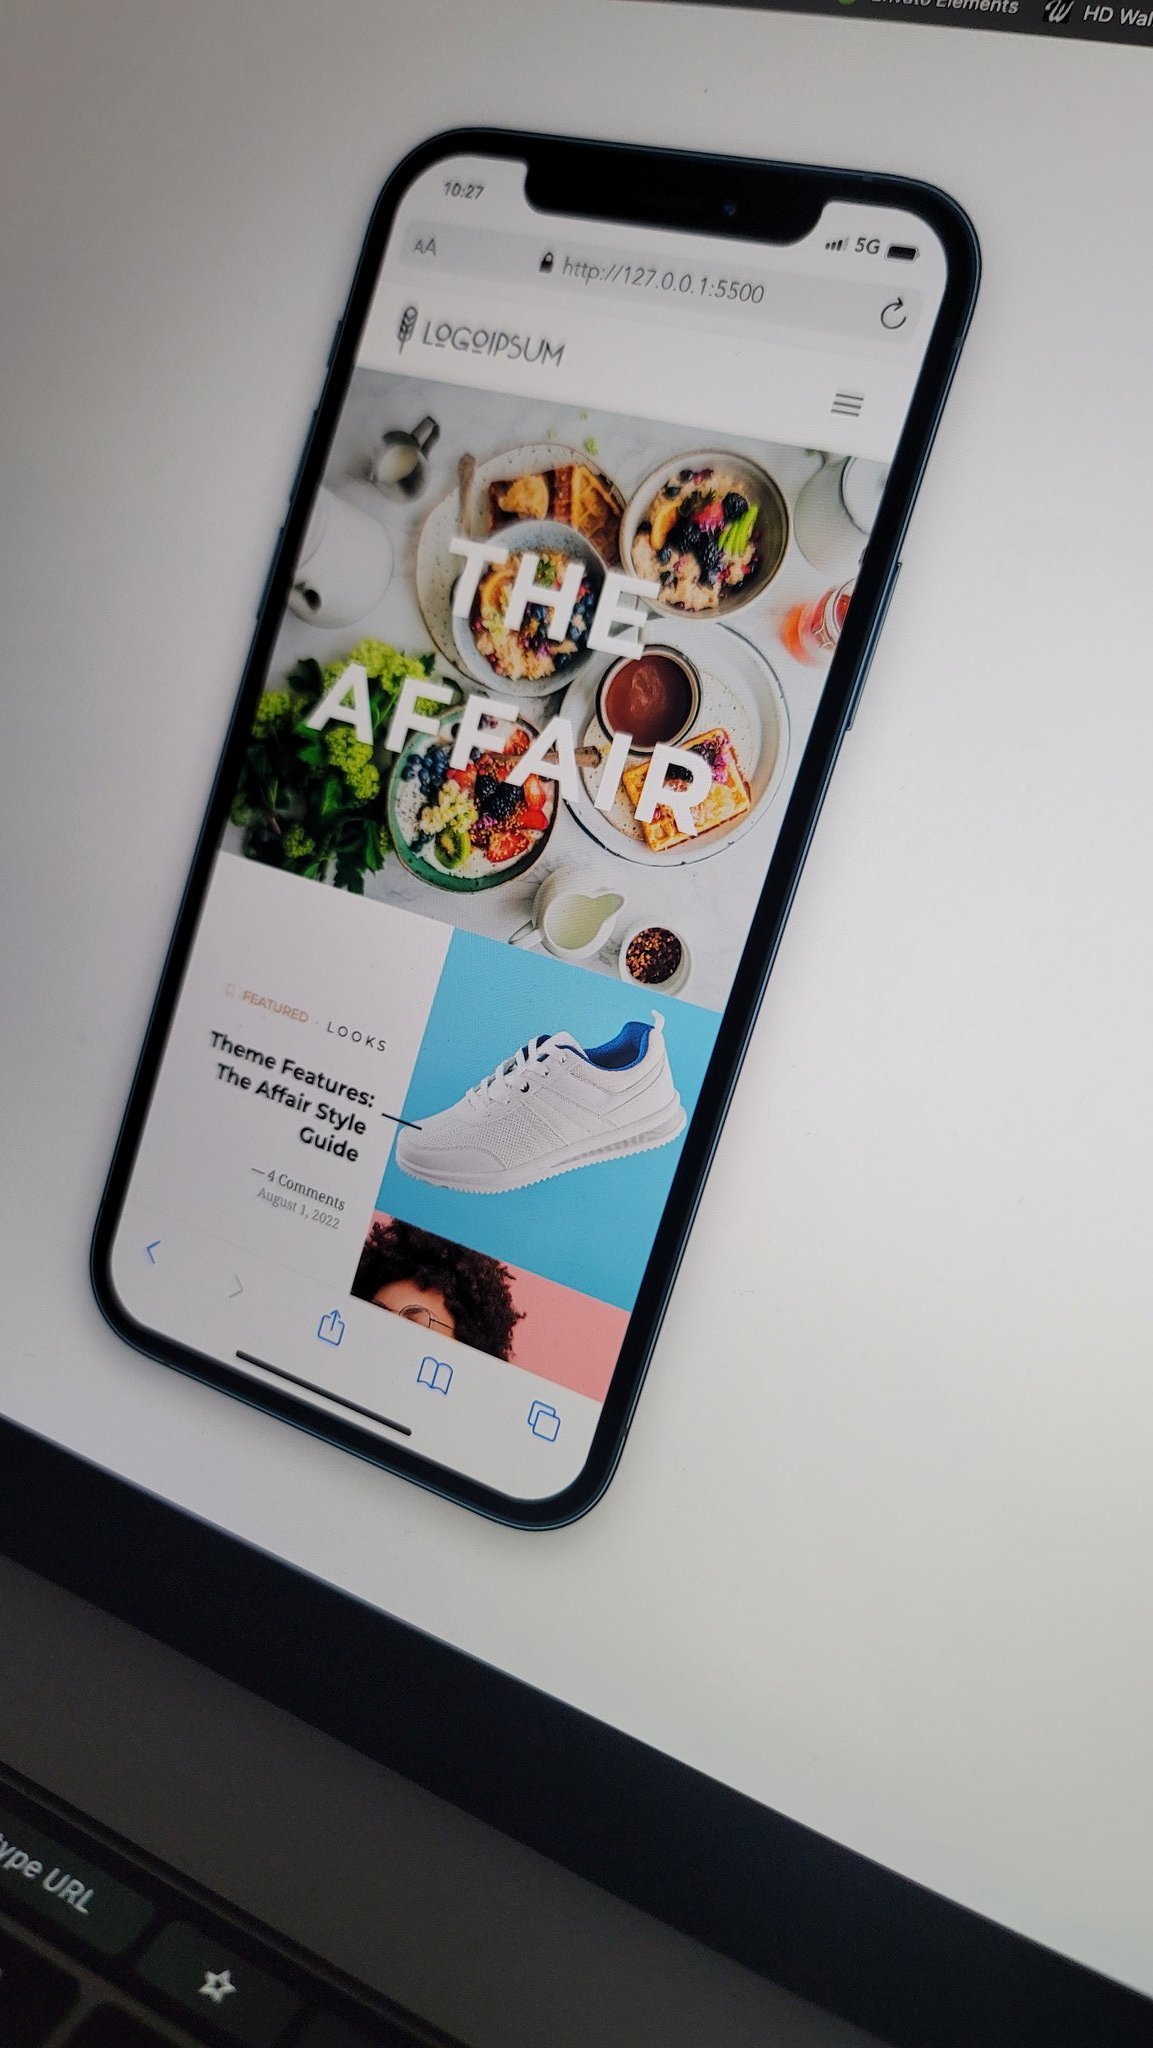 Envato Elements
HD Wal
10:27
5G
AA
http://127.0.0.1:5500
LOGOIPSUM
THE
AFFAIR
FEATURED · LOOKS
Theme Features:
The Affair Style
Guide
— 4 Comments
August 1, 2022
type URL